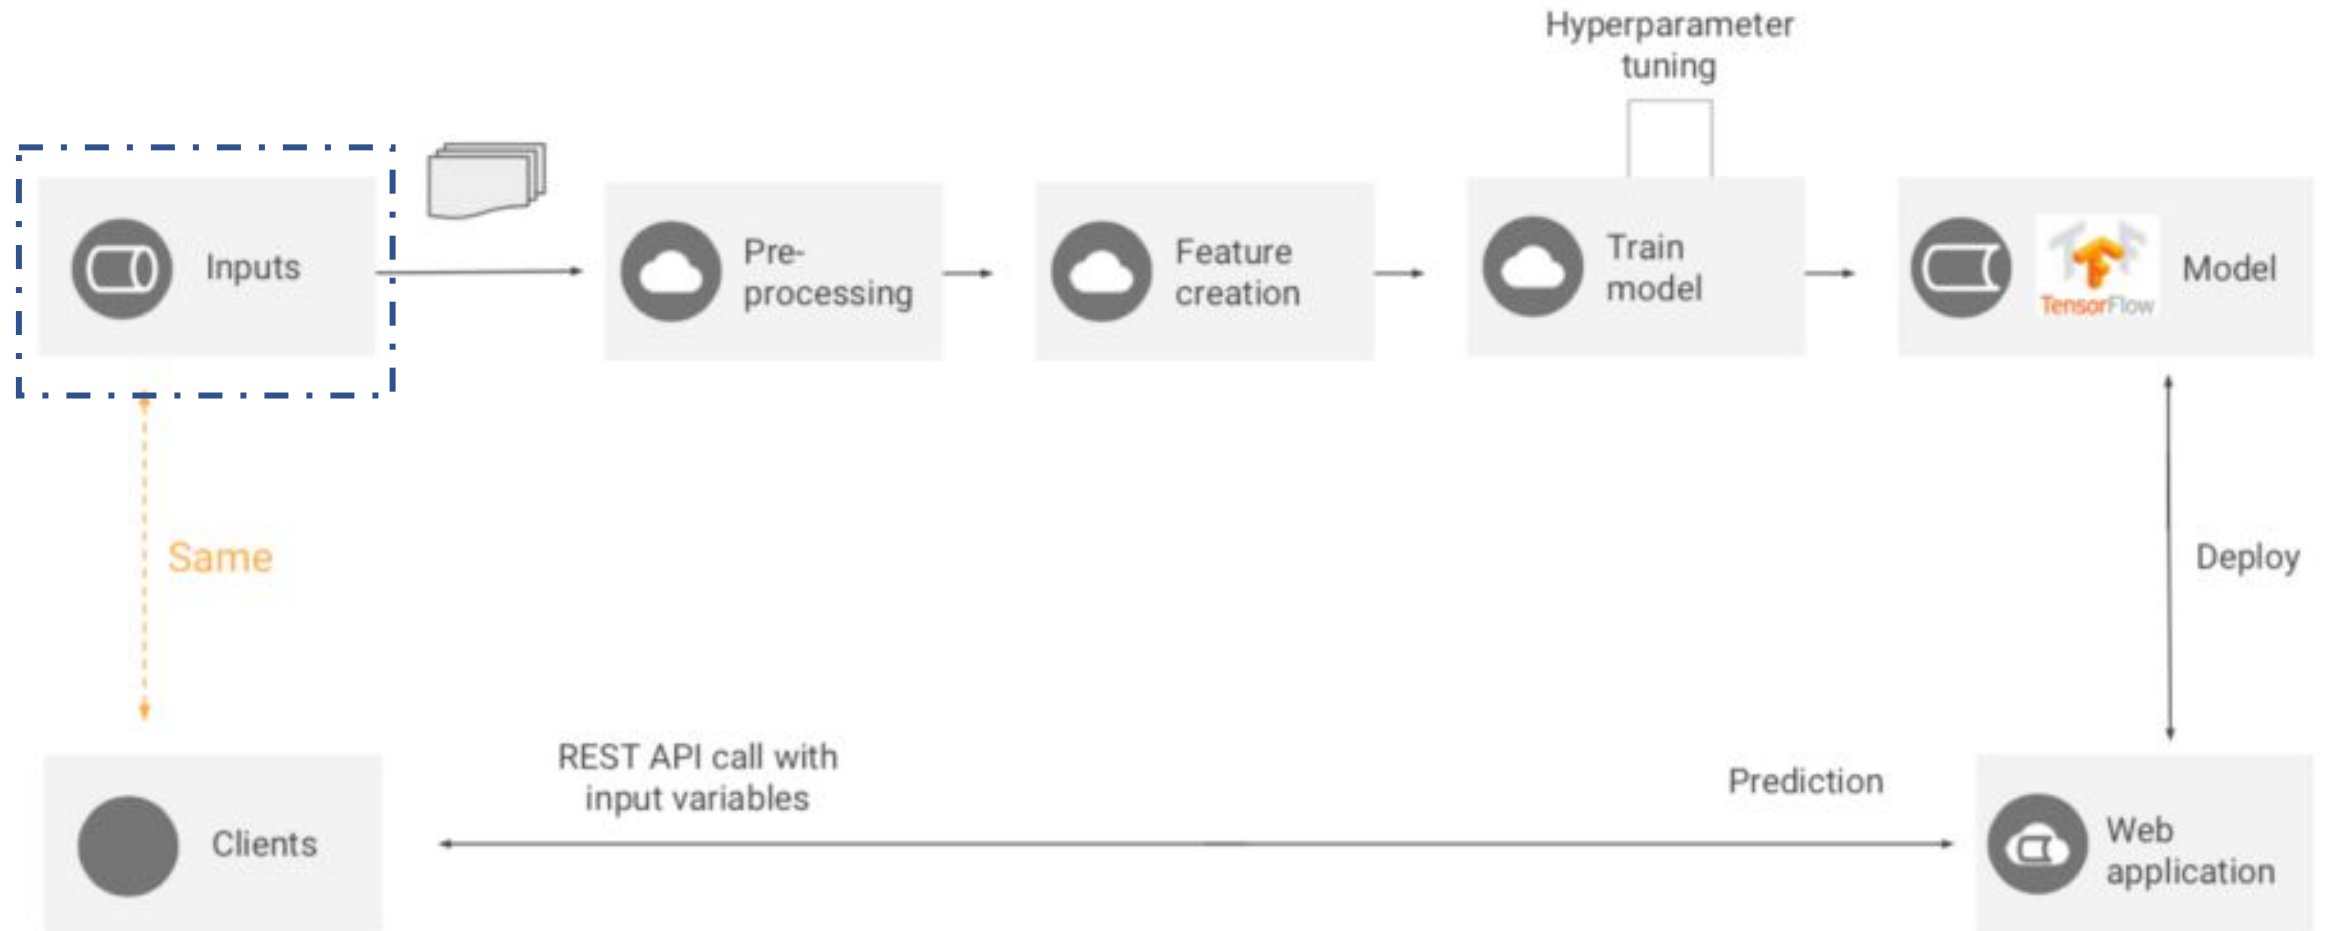 Hyperparameter
tuning
Inputs
Pre-
processing
Feature
creation
Train
model
TensorFlow
Model
Same
Deploy
REST API call with
input variables
Prediction
Clients
Web
application